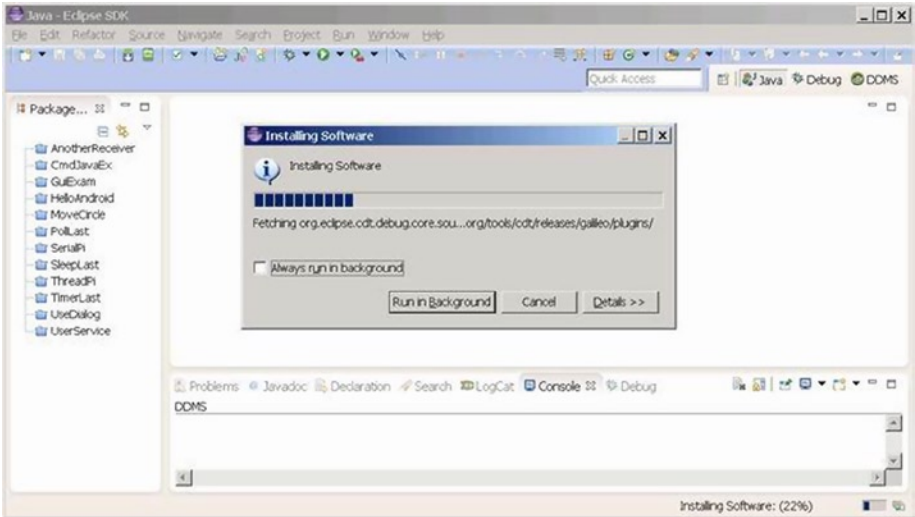 Java - Eclipse SDK
File Edit Refactor Source Navigate Search Project Run Window Help
Quick Access
Java Debug DDMS
Package...
AnotherReceiver
CmdJavaEx
GuiExam
HelloAndroid
MoveCircle
PollLast
SerialPi
SleepLast
ThreadPi
TimerLast
UseDialog
UserService
Installing Software
Installing Software
Fetching org.eclipse.cdt.debug.core.sou...org/tools/cdt/releases/galileo/plugins/
Always run in background
Run in Background Cancel Details >>
Problems Javadoc Declaration Search LogCat Console Debug
DDMS
Installing Software: (22%)